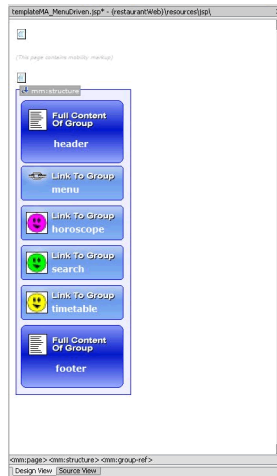 templateMA_MenuDriven.jsp* - {restaurantWeb}\resources\jsp\
(This page contains mobility markup)
mm:structure
Full Content
Of Group
header
Link To Group
menu
Link To Group
horoscope
Link To Group
search
Link To Group
timetable
Full Content
Of Group
footer
<mm:page> <mm:structure> <mm:group-ref>
Design View Source View